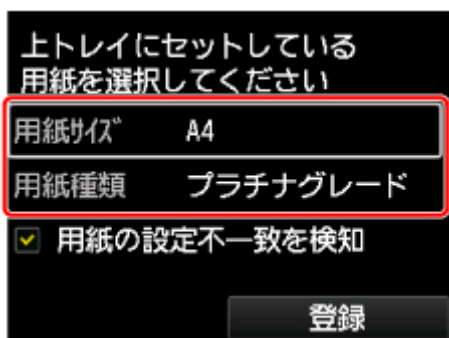 上トレイにセットしている
用紙を選択してください
用紙ｻｲｽﾞ A4
用紙種類 プラチナグレード
用紙の設定不一致を検知
登録